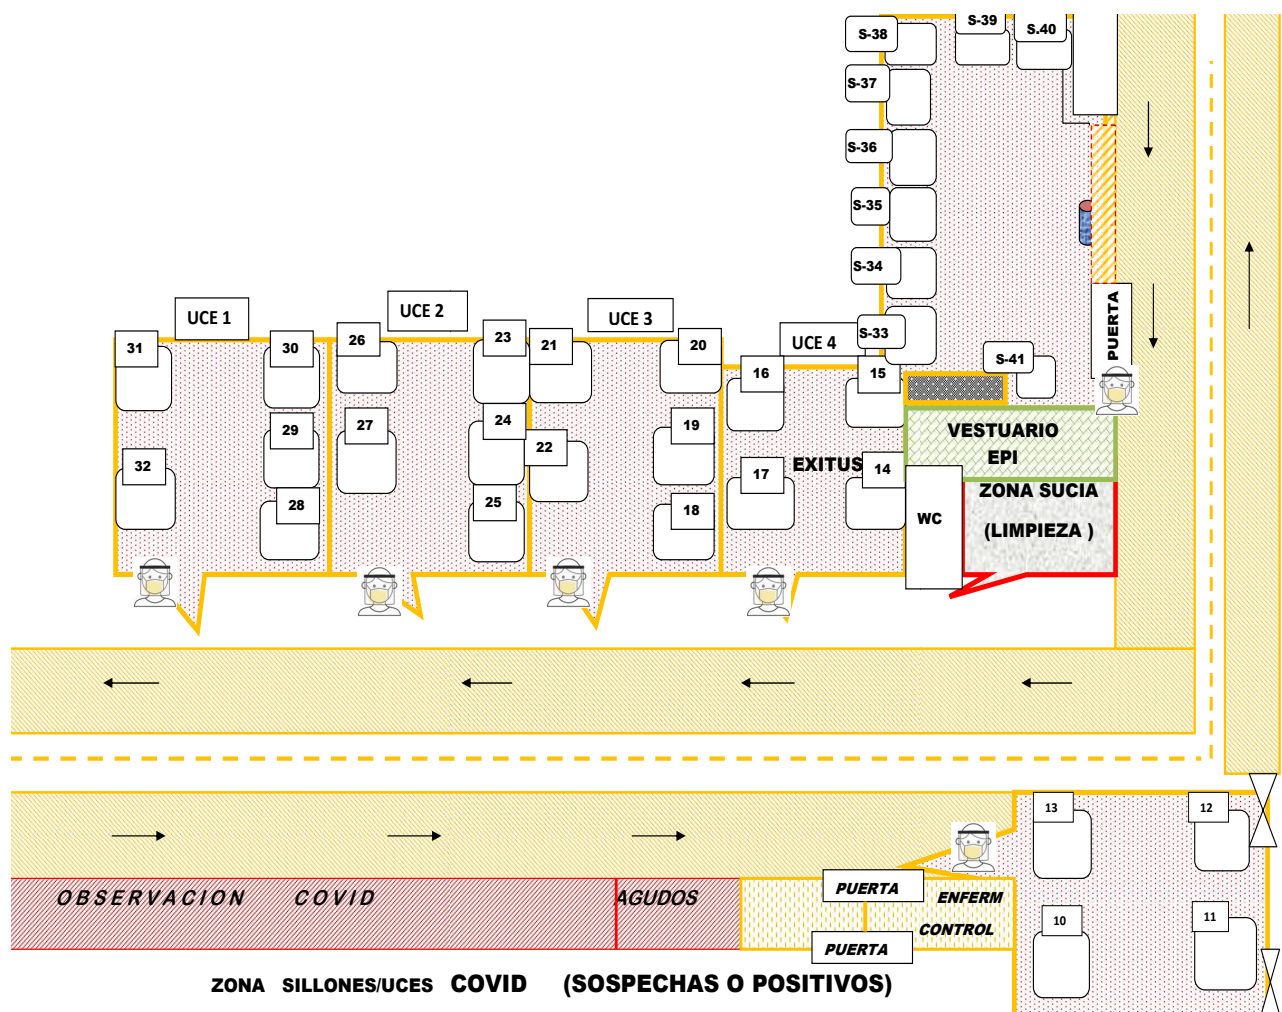 S-38
S-39
S.40
S-37
S-36
S-35
S-34
S-33
S-41
PUERTA
UCE 1
UCE 2
UCE 3
UCE 4
31
30
26
23
21
20
16
15
29
27
24
22
19
32
28
25
18
17
14
EXITUS
VESTUARIO
EPI
ZONA SUCIA
(LIMPIEZA )
WC
13
12
10
11
OBSERVACION COVID
AGUDOS
PUERTA
ENFERM
CONTROL
PUERTA
ZONA SILLONES/UCES COVID (SOSPECHAS O POSITIVOS)